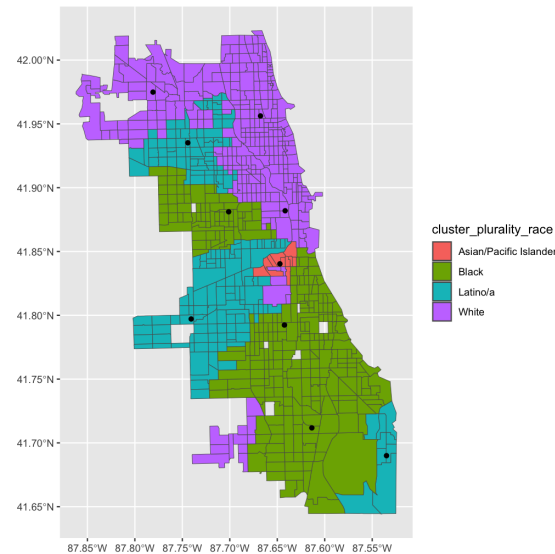 42.00°N
41.95°N
41.90°N
41.85°N
41.80°N
41.75°N
41.70°N
41.65°N
87.85°W 87.80°W 87.75°W 87.70°W 87.65°W 87.60°W 87.55°W
cluster_plurality_race
Asian/Pacific Islander
Black
Latino/a
White